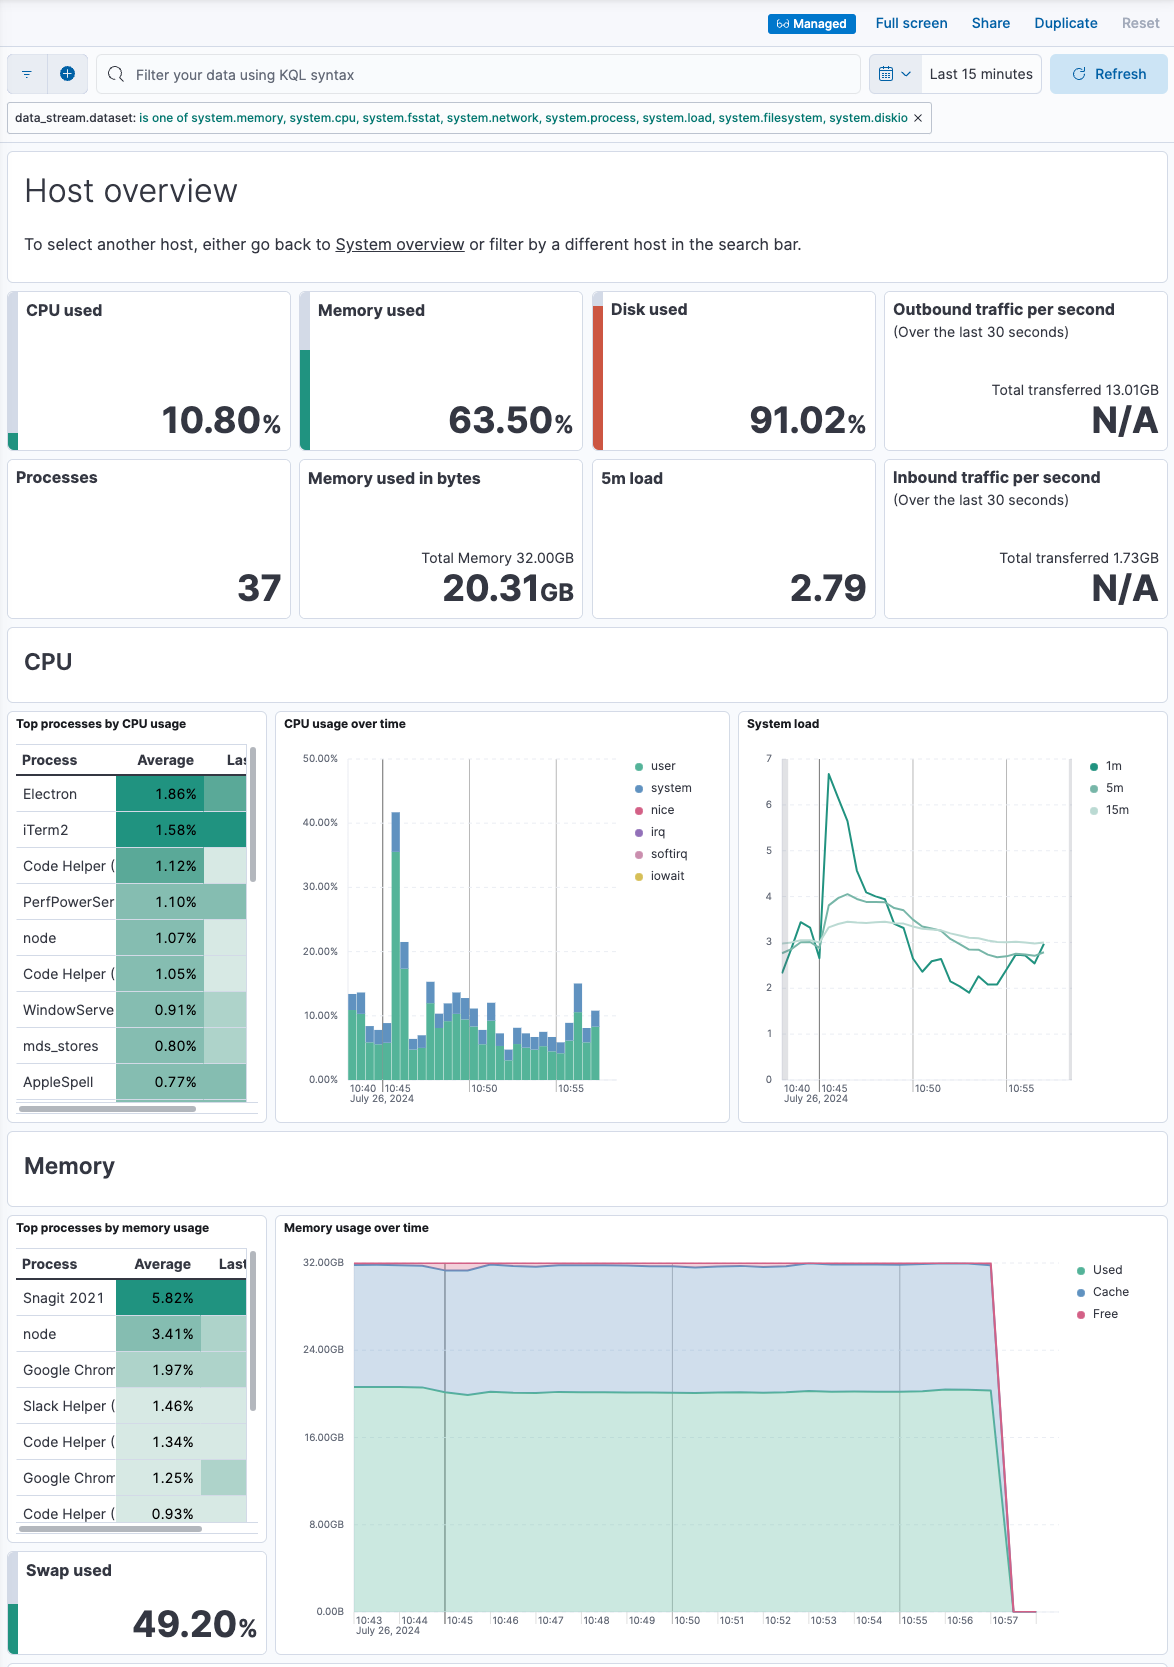 Managed Full screen Share Duplicate Reset
Filter your data using KQL syntax Last 15 minutes Refresh
data_stream.dataset: is one of system.memory, system.cpu, system.fsstat, system.network, system.process, system.load, system.filesystem, system.diskio ×
Host overview
To select another host, either go back to System overview or filter by a different host in the search bar.
CPU used
10.80%
Memory used
63.50%
Disk used
91.02%
Outbound traffic per second
(Over the last 30 seconds)
Total transferred 13.01GB
N/A
Processes
37
Memory used in bytes
Total Memory 32.00GB
20.31GB
5m load
2.79
Inbound traffic per second
(Over the last 30 seconds)
Total transferred 1.73GB
N/A
CPU
Top processes by CPU usage
Process Average Las
Electron 1.86%
iTerm2 1.58%
Code Helper ( 1.12%
PerfPowerSer 1.10%
node 1.07%
Code Helper ( 1.05%
WindowServe 0.91%
mds_stores 0.80%
AppleSpell 0.77%
CPU usage over time
50.00%
40.00%
30.00%
20.00%
10.00%
0.00%
10:40 10:45 10:50 10:55
July 26, 2024
user
system
nice
irq
softirq
iowait
System load
7
6
5
4
3
2
1
0
10:40 10:45 10:50 10:55
July 26, 2024
1m
5m
15m
Memory
Top processes by memory usage
Process Average Last
Snagit 2021 5.82%
node 3.41%
Google Chrom 1.97%
Slack Helper ( 1.46%
Code Helper ( 1.34%
Google Chrom 1.25%
Code Helper ( 0.93%
Swap used
49.20%
Memory usage over time
32.00GB
24.00GB
16.00GB
8.00GB
0.00B
10:43 10:44 10:45 10:46 10:47 10:48 10:49 10:50 10:51 10:52 10:53 10:54 10:55 10:56 10:57
July 26, 2024
Used
Cache
Free